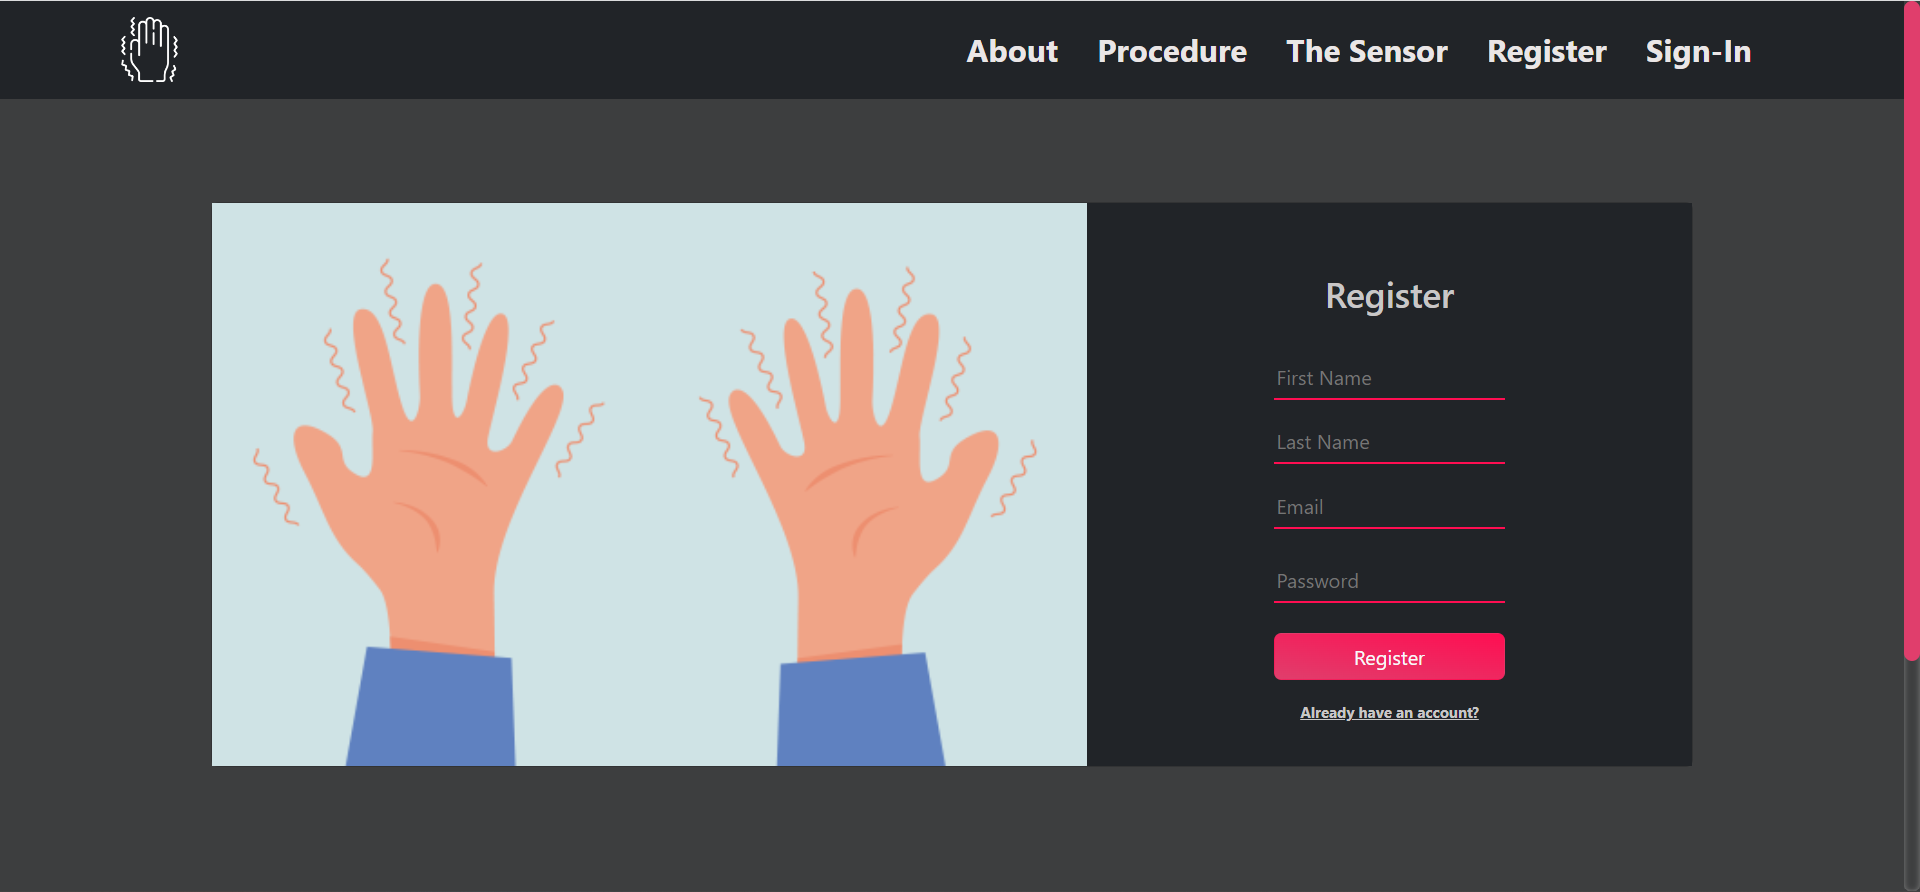 About Procedure The Sensor Register Sign-In
Register
First Name
Last Name
Email
Password
Register
Already have an account?